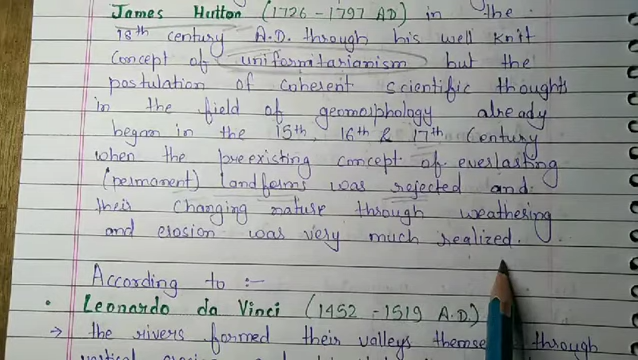 James Hutton (1726 - 1797 AD) in the
18th century A.D. through his well knit
concept of uniformitarianism but the
postulation of coherent scientific thoughts
in the field of geomorphology already
began in the 15th, 16th & 17th Century
when the preexisting concept of everlasting
(permanent) landforms was rejected and
their changing nature through weathering
and erosion was very much realized.
According to :-
• Leonardo da Vinci (1452 - 1519 A.D.)
→ the rivers formed their valleys themselves through
vertical erosion